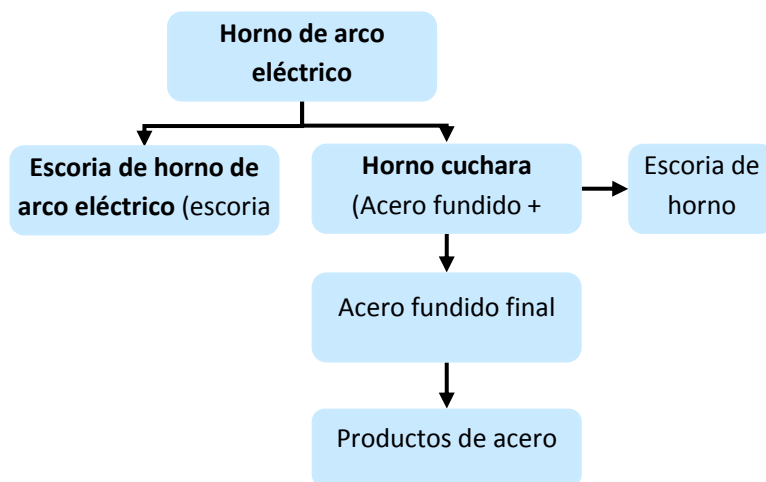 Horno de arco
eléctrico
Escoria de horno de
arco eléctrico (escoria
Horno cuchara
(Acero fundido +
Escoria de
horno
Acero fundido final
Productos de acero